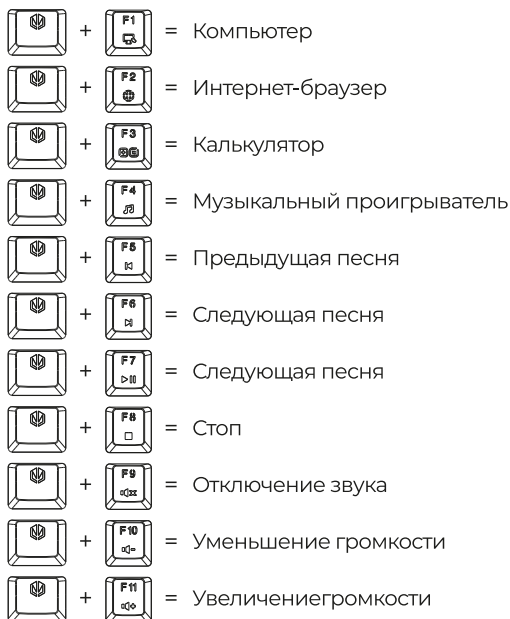 F1 + = Компьютер
F2 + = Интернет-браузер
F3 + = Калькулятор
F4 + = Музыкальный проигрыватель
F5 + = Предыдущая песня
F6 + = Следующая песня
F7 + = Следующая песня
F8 + = Стоп
F9 + = Отключение звука
F10 + = Уменьшение громкости
F11 + = Увеличениегромкости